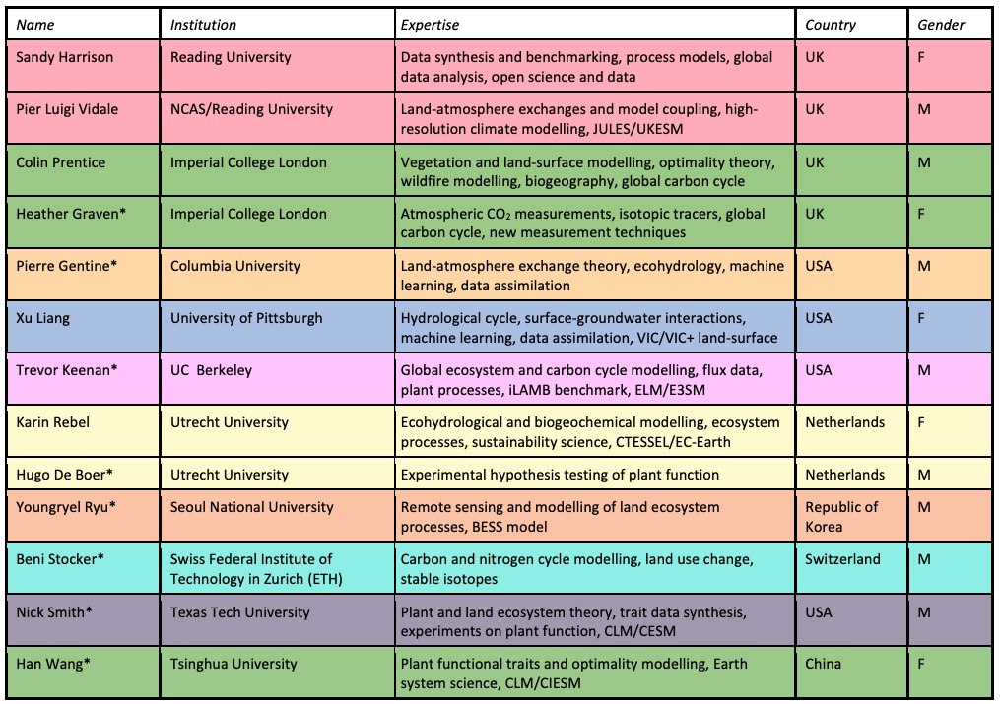 Name Institution Expertise Country Gender
Sandy Harrison Reading University Data synthesis and benchmarking, process models, global UK F
data analysis, open science and data
Pier Luigi Vidale NCAS/Reading University Land-atmosphere exchanges and model coupling, high- UK M
resolution climate modelling, JULES/UKESM
Colin Prentice Imperial College London Vegetation and land-surface modelling, optimality theory, UK M
wildfire modelling, biogeography, global carbon cycle
Heather Graven* Imperial College London Atmospheric CO₂ measurements, isotopic tracers, global UK F
carbon cycle, new measurement techniques
Pierre Gentine* Columbia University Land-atmosphere exchange theory, ecohydrology, machine USA M
learning, data assimilation
Xu Liang University of Pittsburgh Hydrological cycle, surface-groundwater interactions, USA F
machine learning, data assimilation, VIC/VIC+ land-surface
Trevor Keenan* UC Berkeley Global ecosystem and carbon cycle modelling, flux data, USA M
plant processes, iLAMB benchmark, ELM/E3SM
Karin Rebel Utrecht University Ecohydrological and biogeochemical modelling, ecosystem Netherlands F
processes, sustainability science, CTESSEL/EC-Earth
Hugo De Boer* Utrecht University Experimental hypothesis testing of plant function Netherlands M
Youngryel Ryu* Seoul National University Remote sensing and modelling of land ecosystem Republic of M
processes, BESS model Korea
Beni Stocker* Swiss Federal Institute of Carbon and nitrogen cycle modelling, land use change, Switzerland M
Technology in Zurich (ETH) stable isotopes
Nick Smith* Texas Tech University Plant and land ecosystem theory, trait data synthesis, USA M
experiments on plant function, CLM/CESM
Han Wang* Tsinghua University Plant functional traits and optimality modelling, Earth China F
system science, CLM/CIESM